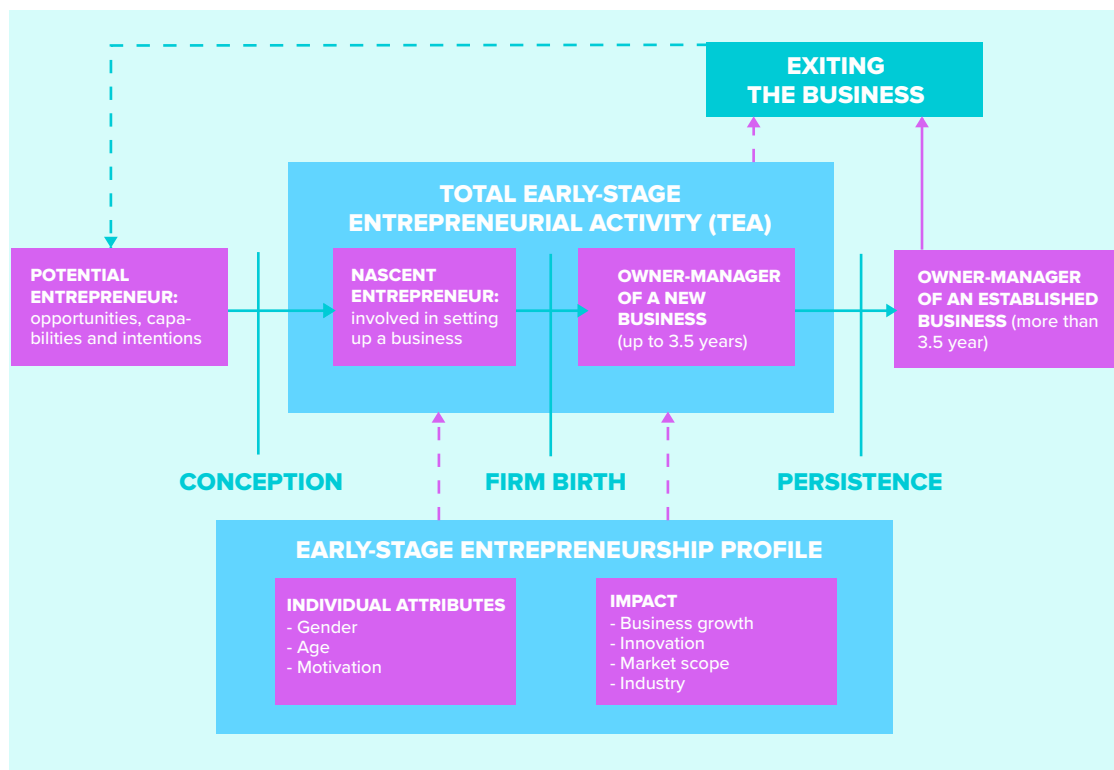 EXITING
THE BUSINESS
TOTAL EARLY-STAGE
ENTREPRENEURIAL ACTIVITY (TEA)
POTENTIAL
ENTREPRENEUR:
opportunities, capa-
bilities and intentions
NASCENT
ENTREPRENEUR:
involved in setting
up a business
OWNER-MANAGER
OF A NEW
BUSINESS
(up to 3.5 years)
OWNER-MANAGER
OF AN ESTABLISHED
BUSINESS (more than
3.5 year)
CONCEPTION
FIRM BIRTH
PERSISTENCE
EARLY-STAGE ENTREPRENEURSHIP PROFILE
INDIVIDUAL ATTRIBUTES
- Gender
- Age
- Motivation
IMPACT
- Business growth
- Innovation
- Market scope
- Industry